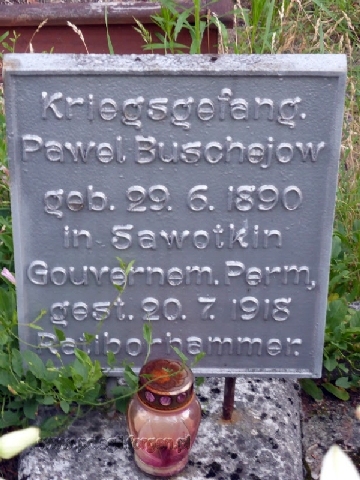 Kriegsgefang.
Pawel Buschejow
geb. 29. 6. 1890
in Sawotkin
Gouvernem. Perm,
gest. 20. 7. 1918
Ratiborhammer.